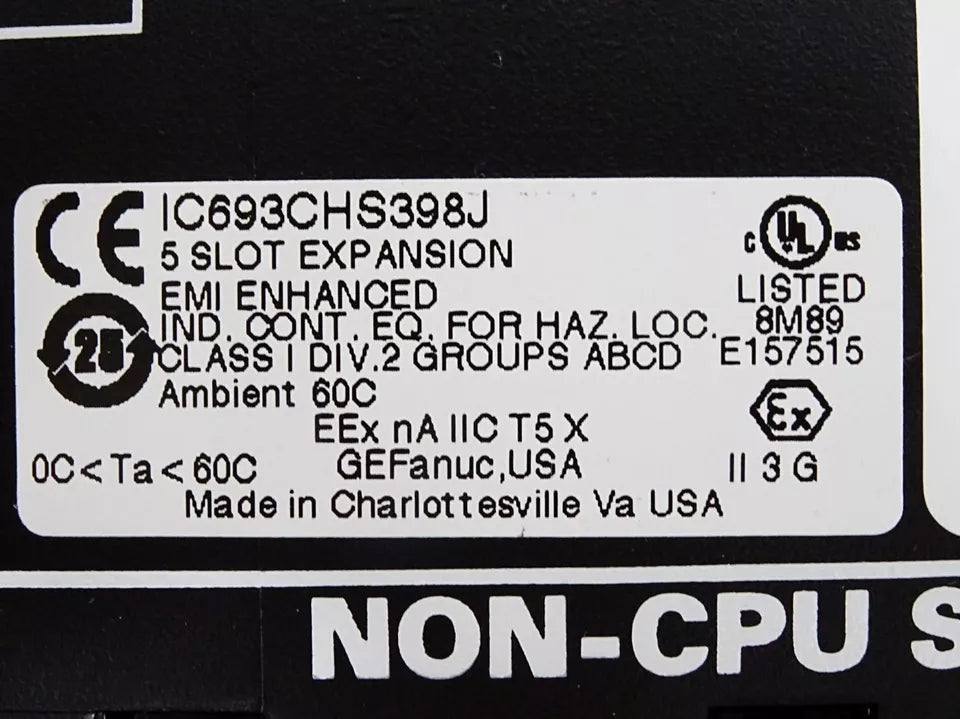 CE IC693CHS398J
5 SLOT EXPANSION
EMI ENHANCED
25 IND. CONT. EQ. FOR HAZ. LOC.
CLASS I DIV.2 GROUPS ABCD
Ambient 60C
C UL US
LISTED
8M89
E157515
EEx nA IIC T5 X
Ex
0C<Ta<60C GEFanuc,USA II 3 G
Made in Charlottesville Va USA
NON-CPU S